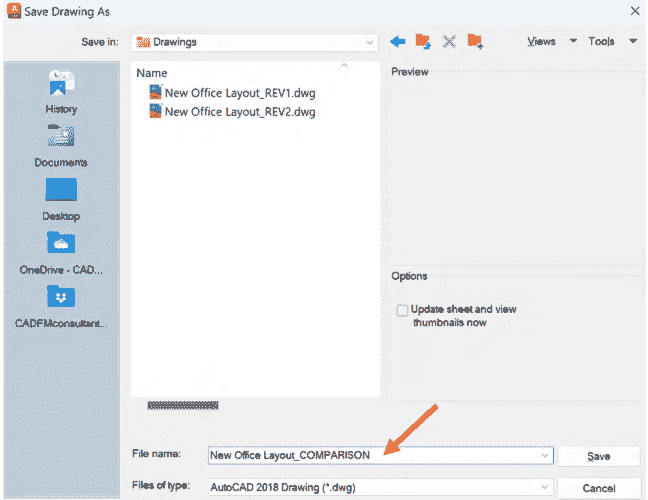 Save Drawing As
Save in: Drawings Views Tools
Name
New Office Layout_REV1.dwg
New Office Layout_REV2.dwg
History
Documents
Desktop
OneDrive - CAD...
CADFMconsultant...
Preview
Options
Update sheet and view
thumbnails now
File name: New Office Layout_COMPARISON Save
Files of type: AutoCAD 2018 Drawing (*.dwg) Cancel